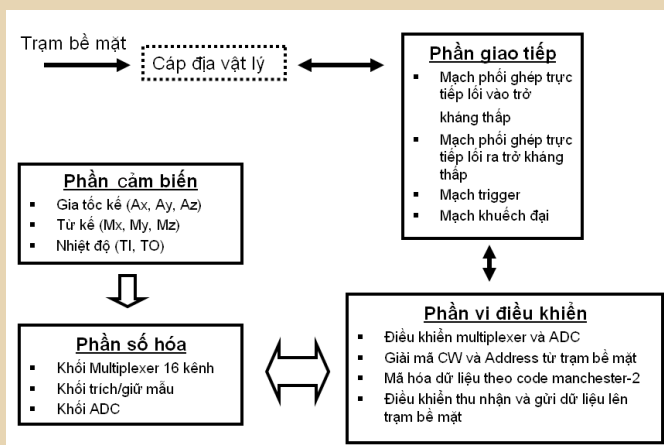 Trạm bề mặt
Cáp địa vật lý
Phần giao tiếp
▪ Mạch phối ghép trực
tiếp lối vào trở
kháng thấp
▪ Mạch phối ghép trực
tiếp lối ra trở kháng
thấp
▪ Mạch trigger
▪ Mạch khuếch đại
Phần cảm biến
▪ Gia tốc kế (Ax, Ay, Az)
▪ Từ kế (Mx, My, Mz)
▪ Nhiệt độ (TI, TO)
Phần số hóa
▪ Khối Multiplexer 16 kênh
▪ Khối trích/giữ mẫu
▪ Khối ADC
Phần vi điều khiển
▪ Điều khiển multiplexer và ADC
▪ Giải mã CW và Address từ trạm bề mặt
▪ Mã hóa dữ liệu theo code manchester-2
▪ Điều khiển thu nhận và gửi dữ liệu lên
trạm bề mặt